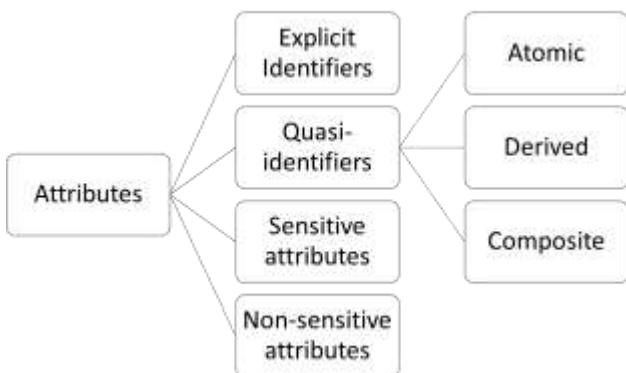 Attributes
Explicit
Identifiers
Quasi-
identifiers
Sensitive
attributes
Non-sensitive
attributes
Atomic
Derived
Composite